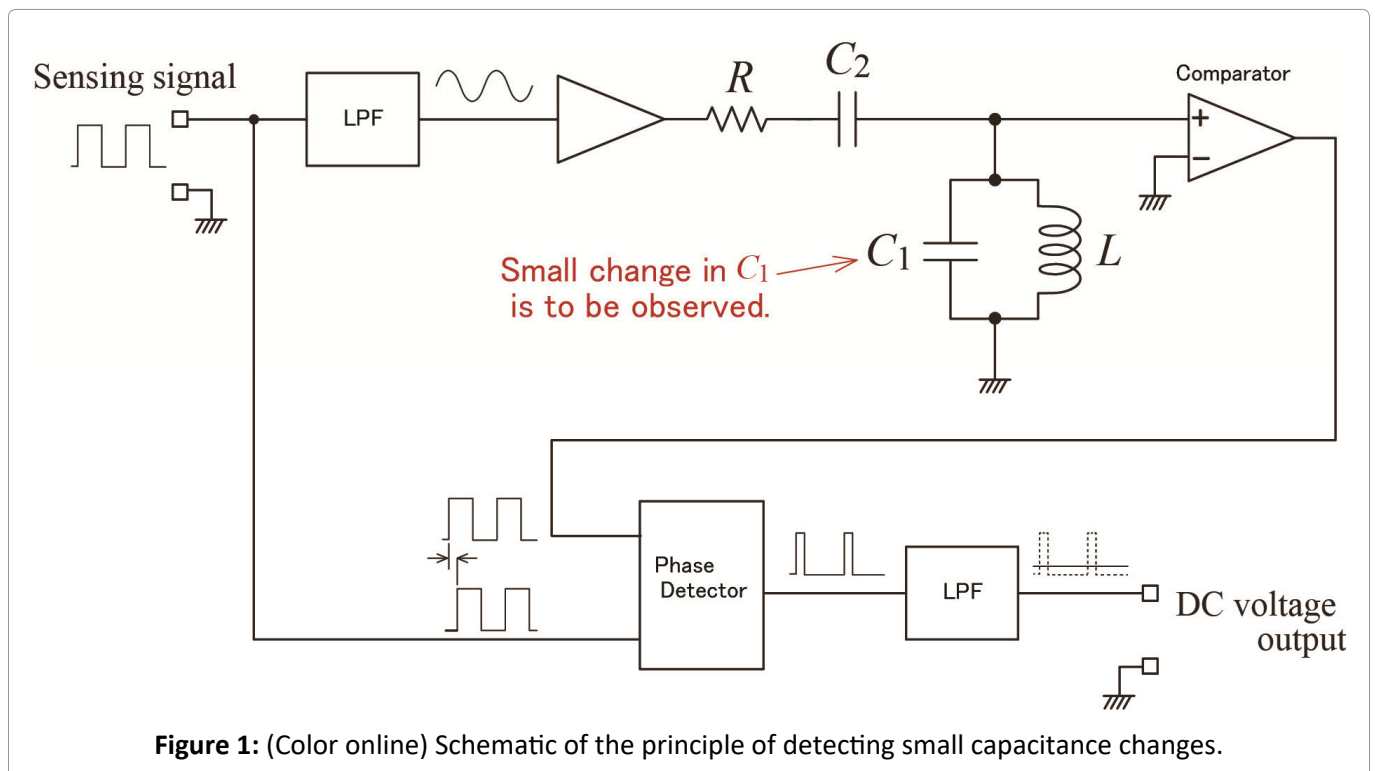 Sensing signal
LPF
R
C2
Comparator
+
−
C1
L
Small change in C1
is to be observed.
Phase
Detector
LPF
DC voltage
output
Figure 1: (Color online) Schematic of the principle of detecting small capacitance changes.